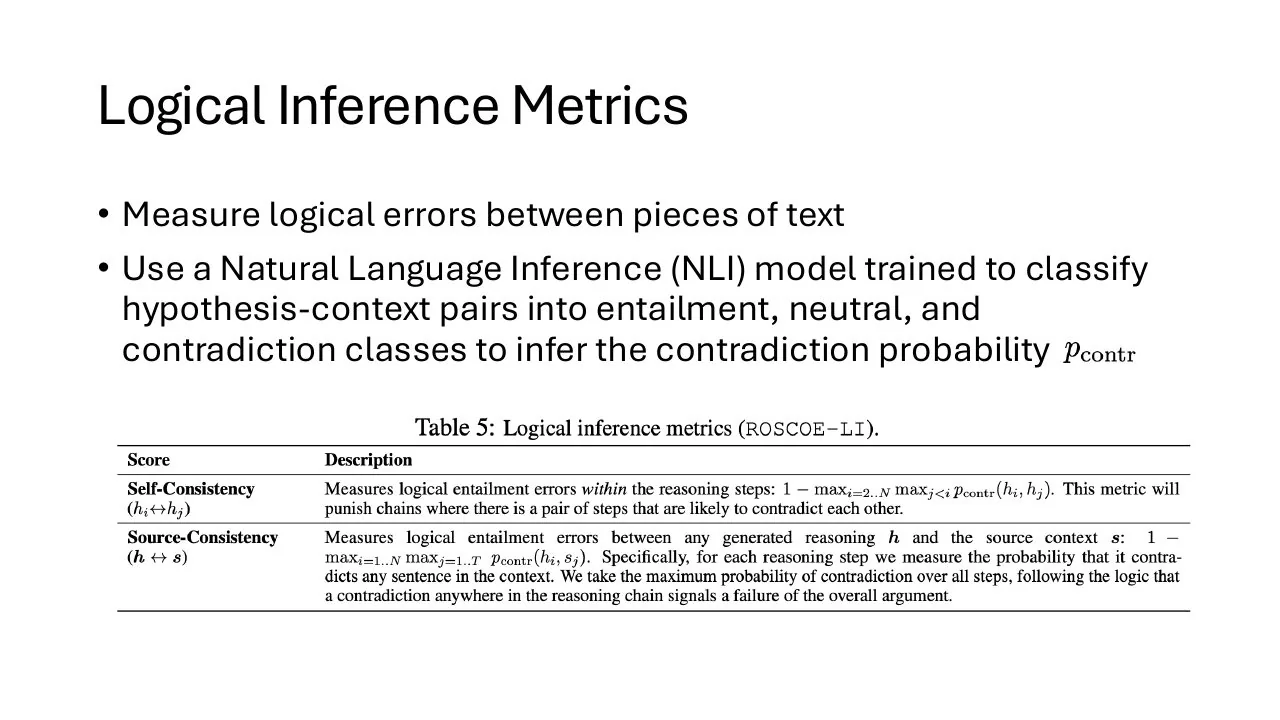 Logical Inference Metrics
• Measure logical errors between pieces of text
• Use a Natural Language Inference (NLI) model trained to classify
hypothesis-context pairs into entailment, neutral, and
contradiction classes to infer the contradiction probability p_contr
Table 5: Logical inference metrics (ROSCOE-LI).
Score Description
Self-Consistency Measures logical entailment errors within the reasoning steps: 1 − max_{i=2..N} max_{j<i} p_contr(h_i, h_j). This metric will
(h_i↔h_j) punish chains where there is a pair of steps that are likely to contradict each other.
Source-Consistency Measures logical entailment errors between any generated reasoning h and the source context s: 1 −
(h ↔ s) max_{i=1..N} max_{j=1..T} p_contr(h_i, s_j). Specifically, for each reasoning step we measure the probability that it contra-
dicts any sentence in the context. We take the maximum probability of contradiction over all steps, following the logic that
a contradiction anywhere in the reasoning chain signals a failure of the overall argument.